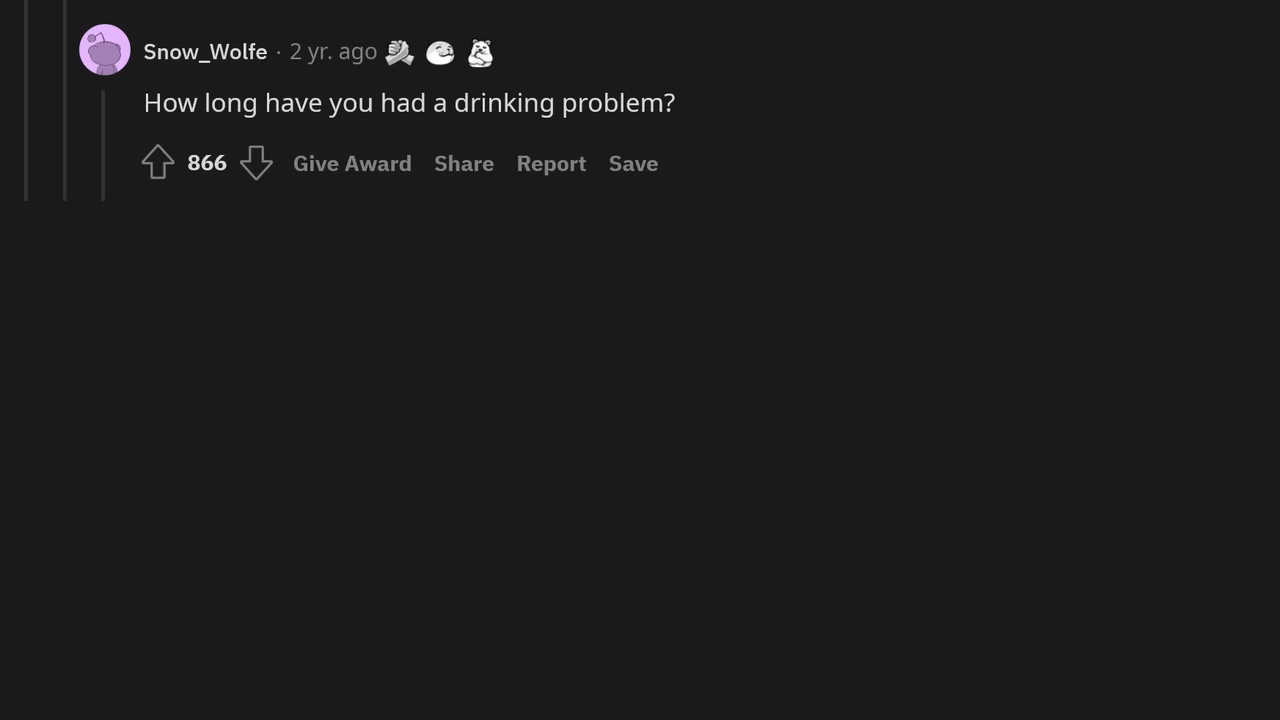 Snow_Wolfe · 2 yr. ago
How long have you had a drinking problem?
866 Give Award Share Report Save